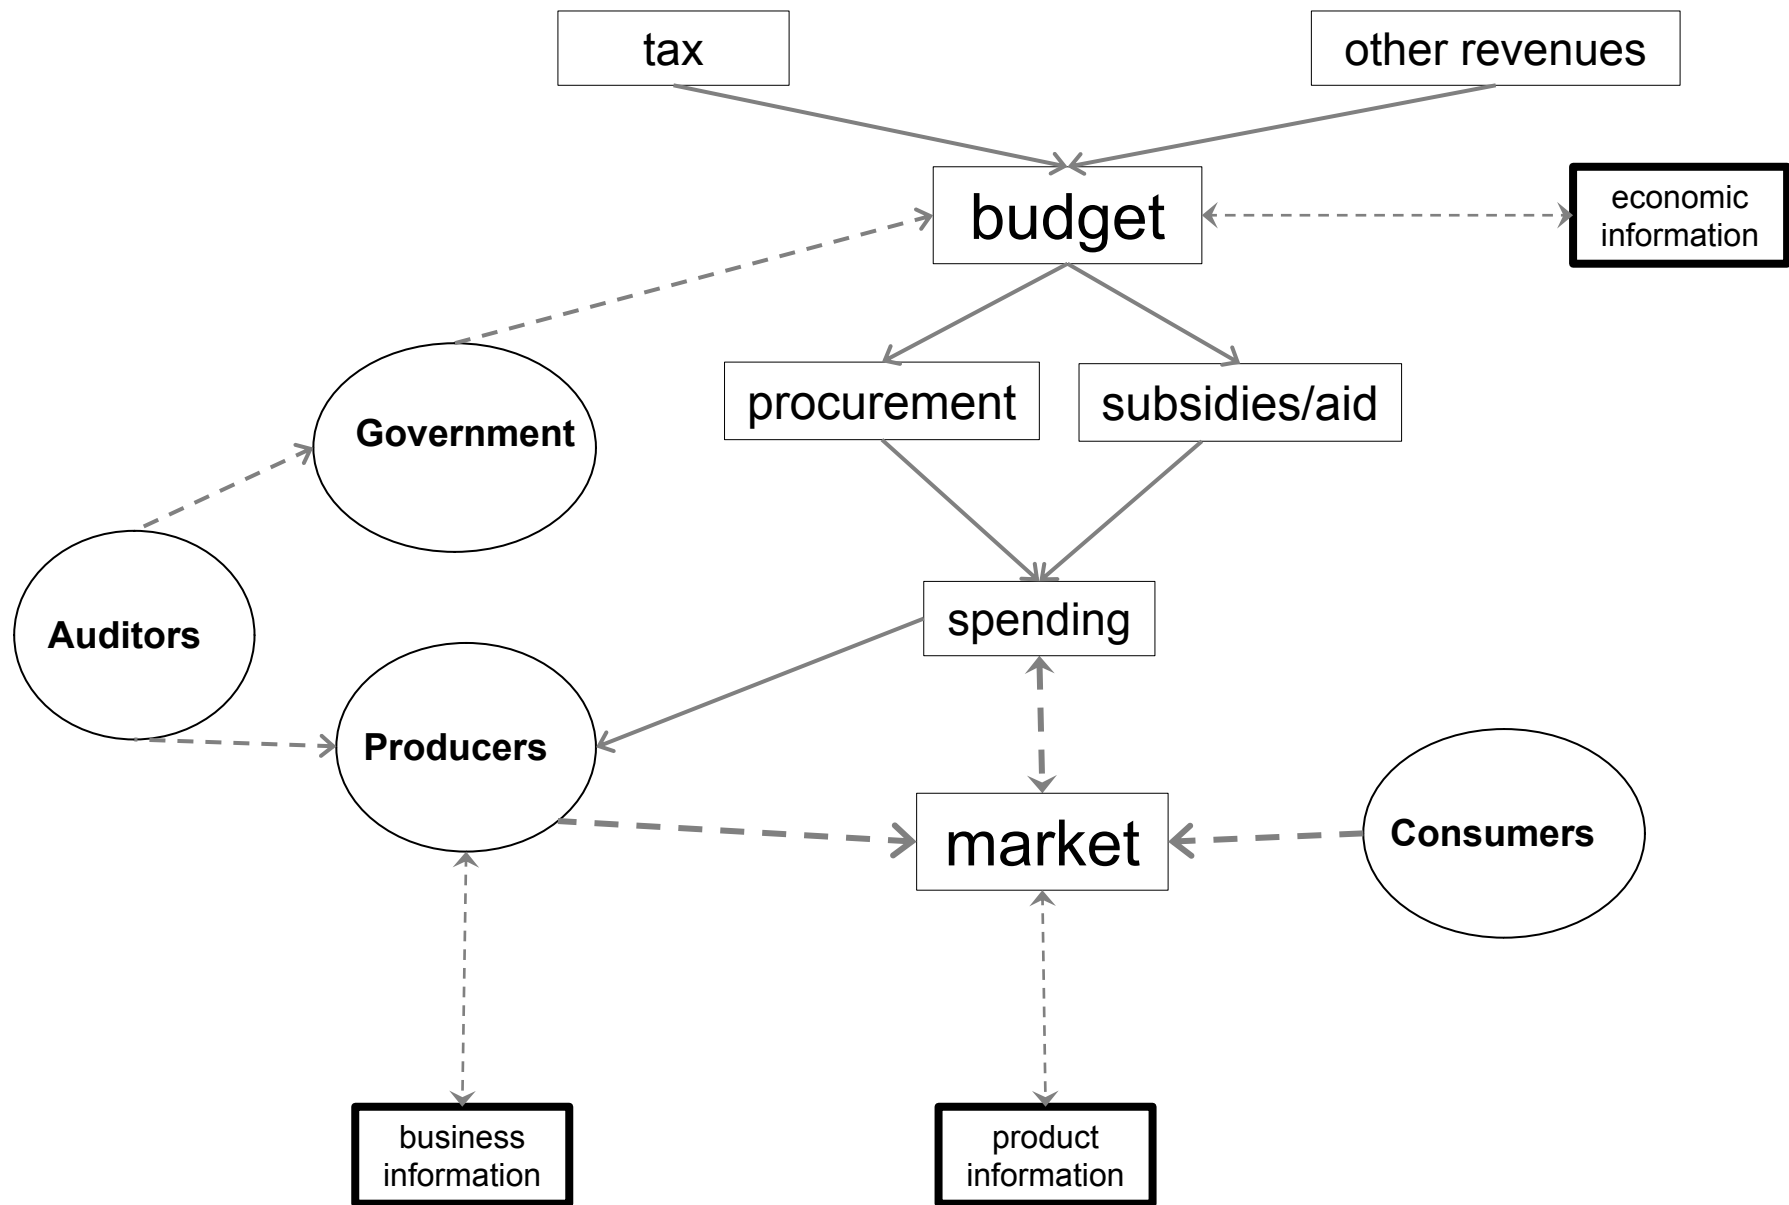 tax
other revenues
budget
economic
information
procurement
subsidies/aid
Government
spending
Auditors
Producers
market
Consumers
business
information
product
information